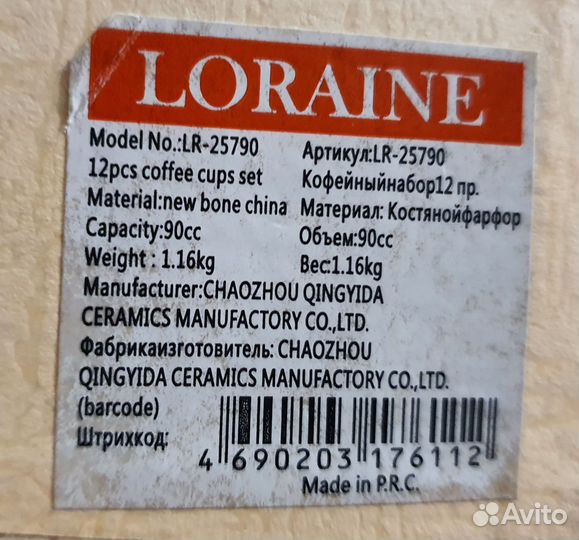 LORAINE
Model No.:LR-25790 Артикул:LR-25790
12pcs coffee cups set Кофейныйнабор12 пр.
Material:new bone china Материал: Костянойфарфор
Capacity:90cc Объем:90cc
Weight : 1.16kg Вес:1.16kg
Manufacturer:CHAOZHOU QINGYIDA
CERAMICS MANUFACTORY CO.,LTD.
Фабрикаизготовитель: CHAOZHOU
QINGYIDA CERAMICS MANUFACTORY CO.,LTD.
(barcode)
Штрихкод:
4 690203 176112
Made in P.R.C.
Avito